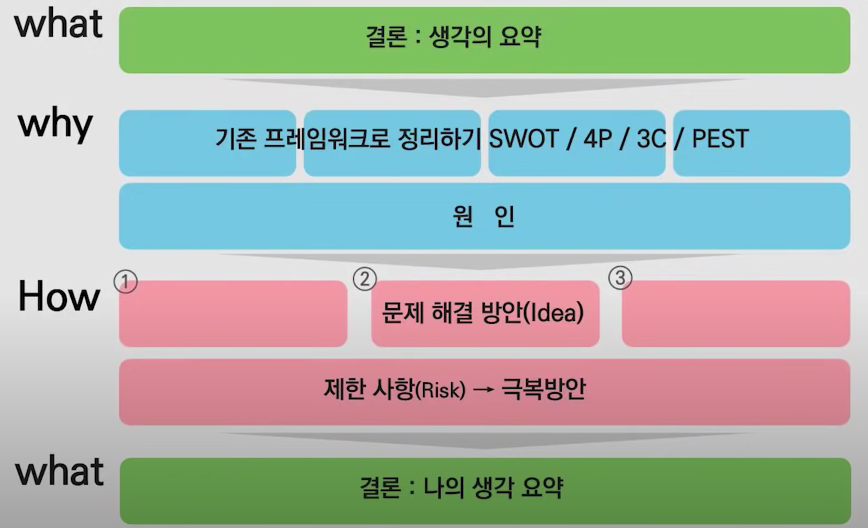 what
결론 : 생각의 요약
why
기존 프레임워크로 정리하기 SWOT / 4P / 3C / PEST
원 인
How
① ② ③
문제 해결 방안(Idea)
제한 사항(Risk) → 극복방안
what
결론 : 나의 생각 요약